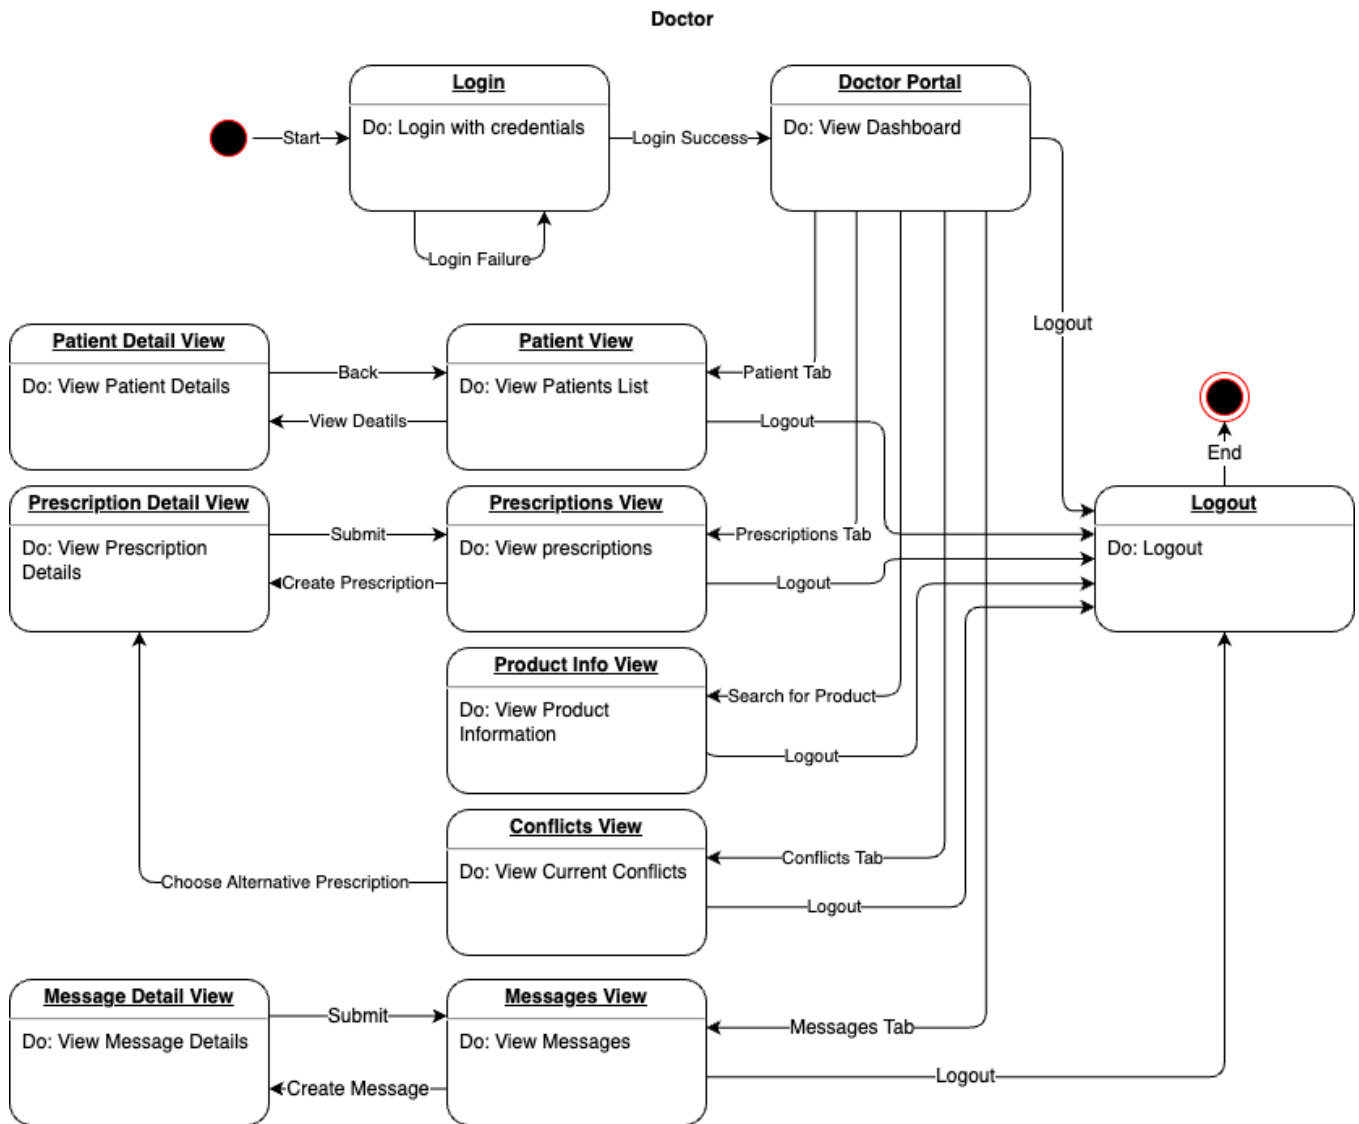 Doctor
Login
Do: Login with credentials
Doctor Portal
Do: View Dashboard
Start
Login Success
Login Failure
Logout
Patient Detail View
Do: View Patient Details
Back
View Deatils
Patient View
Do: View Patients List
Patient Tab
Logout
End
Prescription Detail View
Do: View Prescription
Details
Submit
Create Prescription
Prescriptions View
Do: View prescriptions
Prescriptions Tab
Logout
Logout
Do: Logout
Product Info View
Do: View Product
Information
Search for Product
Logout
Conflicts View
Do: View Current Conflicts
Conflicts Tab
Choose Alternative Prescription
Logout
Message Detail View
Do: View Message Details
Submit
Create Message
Messages View
Do: View Messages
Messages Tab
Logout